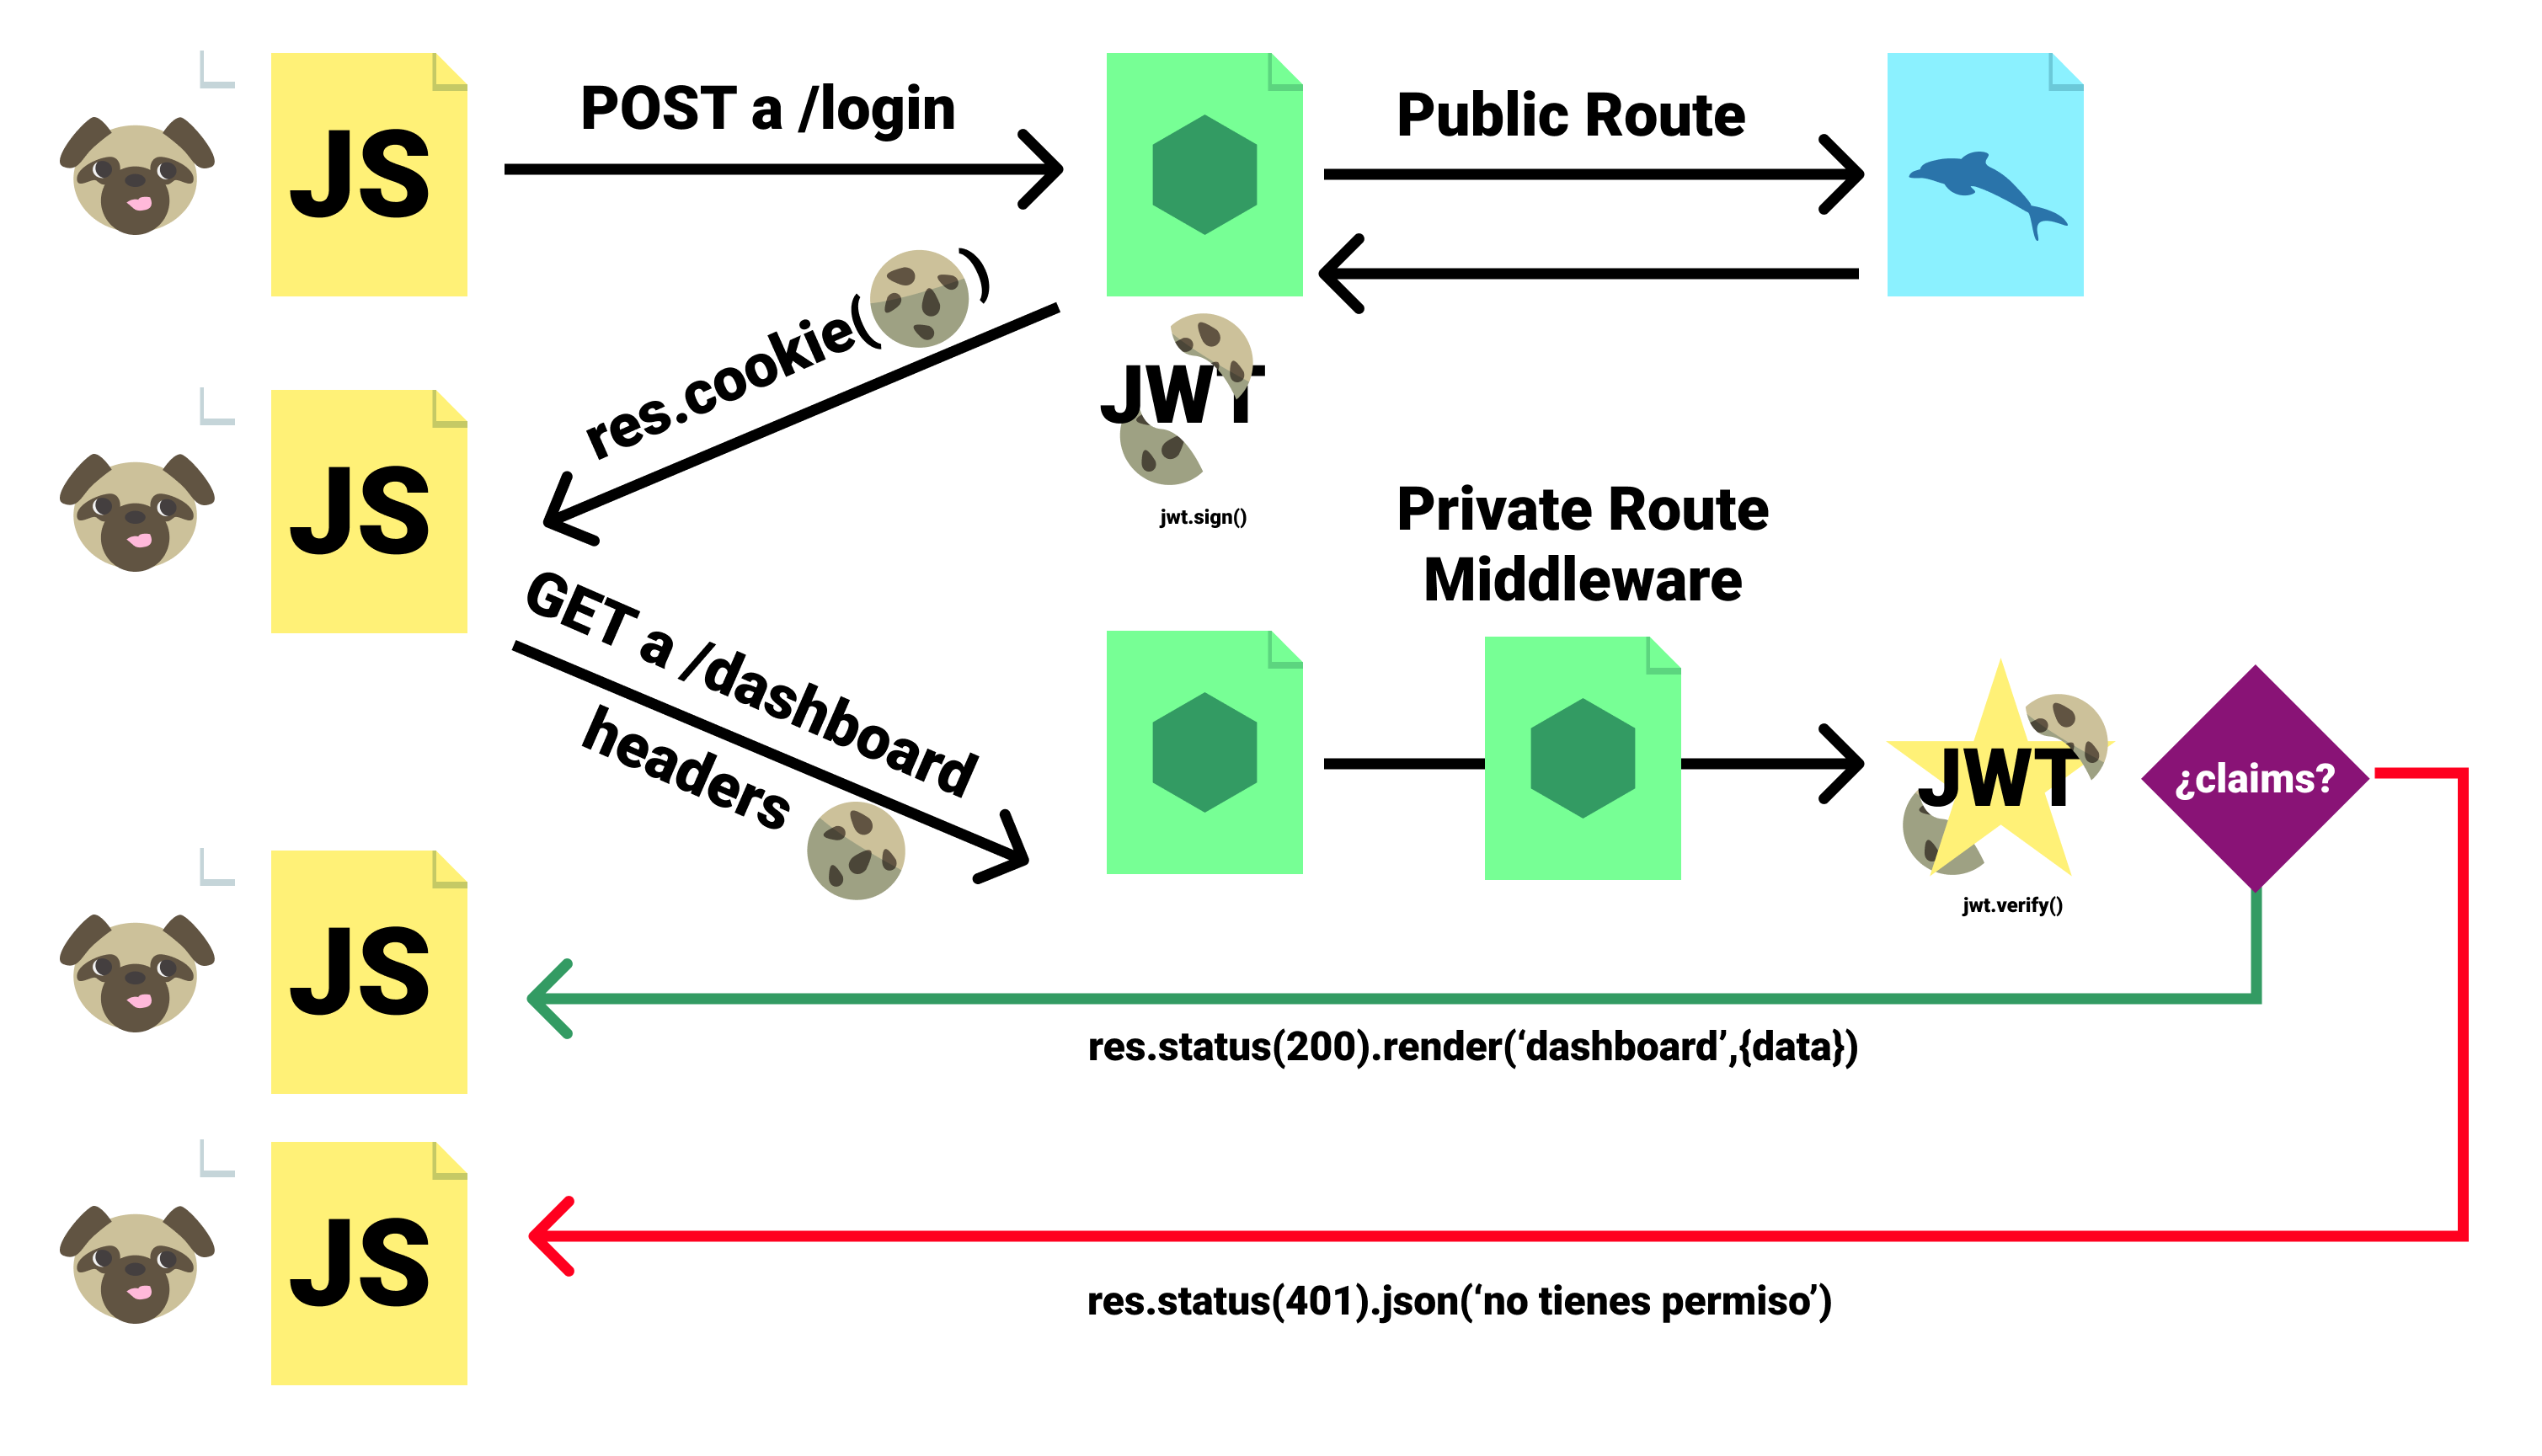 JS
POST a /login
Public Route
res.cookie( )
JWT
jwt.sign()
JS
GET a /dashboard
headers
Private Route
Middleware
JWT
jwt.verify()
¿claims?
JS
res.status(200).render(‘dashboard’,{data})
JS
res.status(401).json(‘no tienes permiso’)